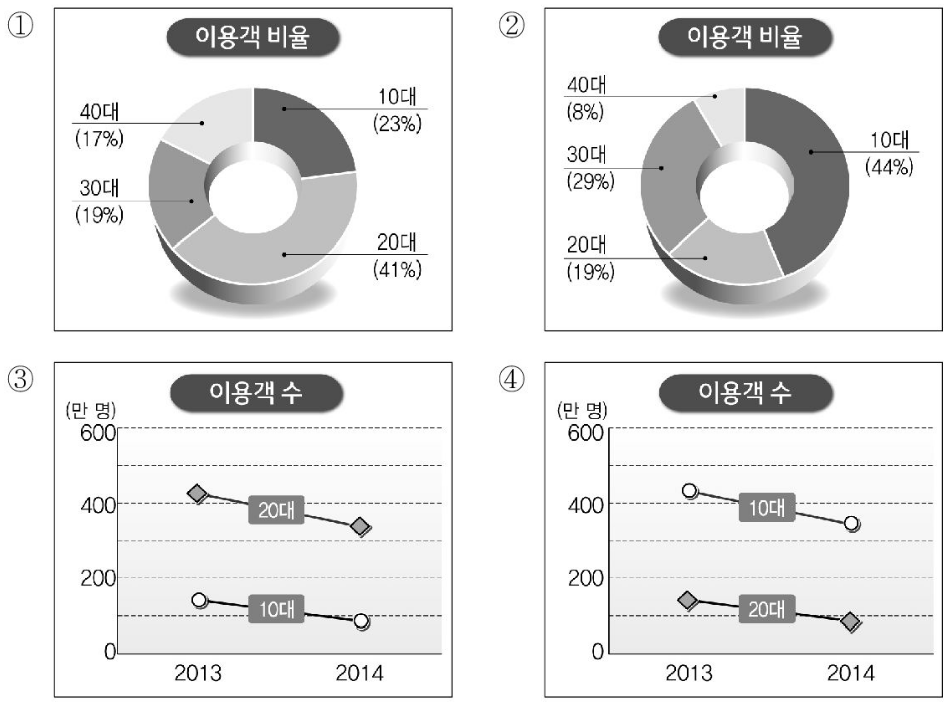 ①
이용객 비율
10대
(23%)
20대
(41%)
30대
(19%)
40대
(17%)
②
이용객 비율
10대
(44%)
20대
(19%)
30대
(29%)
40대
(8%)
③
이용객 수
(만 명)
600
400
200
0
20대
10대
2013 2014
④
이용객 수
(만 명)
600
400
200
0
10대
20대
2013 2014